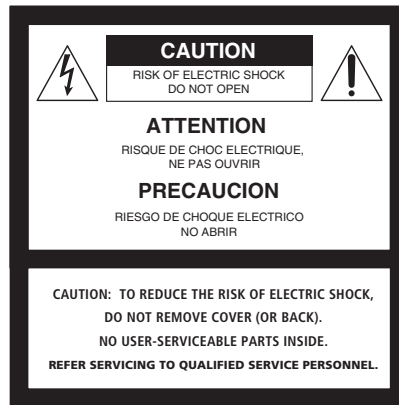 CAUTION
RISK OF ELECTRIC SHOCK
DO NOT OPEN
ATTENTION
RISQUE DE CHOC ELECTRIQUE,
NE PAS OUVRIR
PRECAUCION
RIESGO DE CHOQUE ELECTRICO
NO ABRIR
CAUTION: TO REDUCE THE RISK OF ELECTRIC SHOCK,
DO NOT REMOVE COVER (OR BACK).
NO USER-SERVICEABLE PARTS INSIDE.
REFER SERVICING TO QUALIFIED SERVICE PERSONNEL.